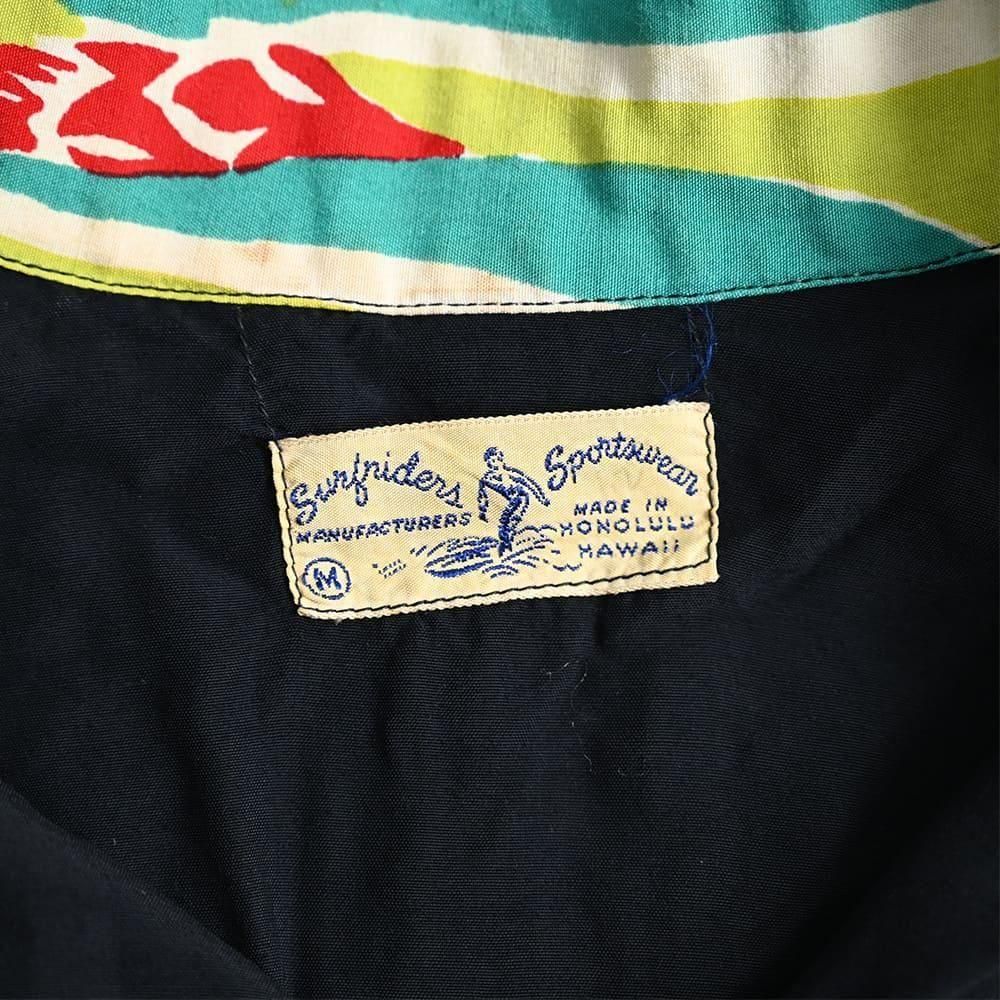 Surfriders Sportswear
MANUFACTURERS
MADE IN
HONOLULU
HAWAII
M